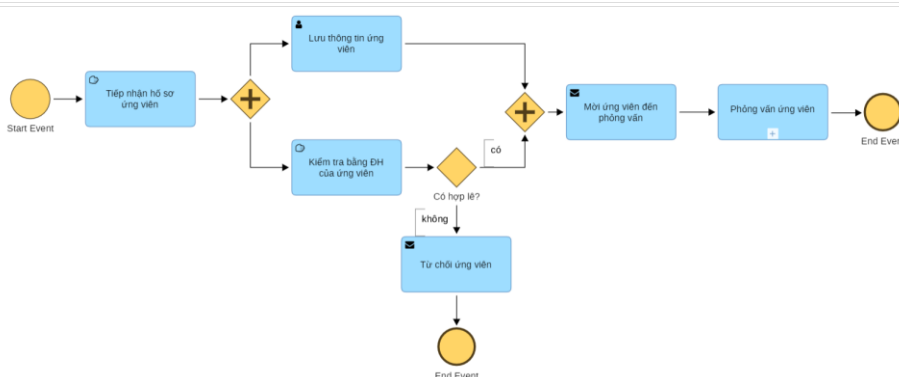 Lưu thông tin ứng
viên
Tiếp nhận hồ sơ
ứng viên
Start Event
Mời ứng viên đến
phỏng vấn
Phỏng vấn ứng viên
End Even
Kiểm tra bằng ĐH
của ứng viên
có
Có hợp lê?
không
Từ chối ứng viên
End Event